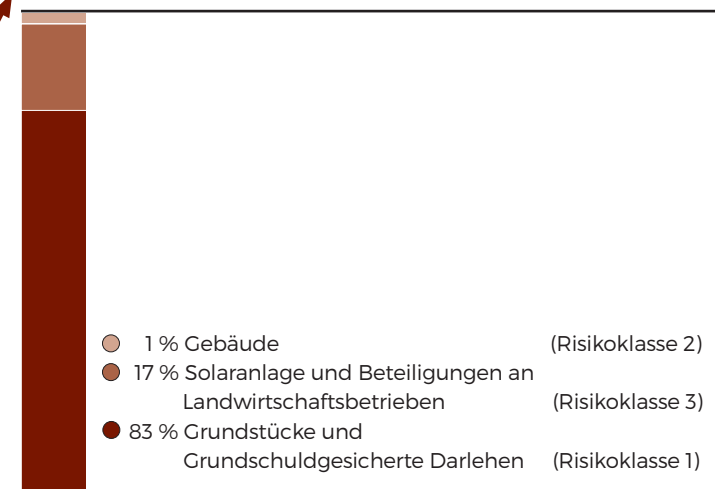 1 % Gebäude (Risikoklasse 2)
17 % Solaranlage und Beteiligungen an
Landwirtschaftsbetrieben (Risikoklasse 3)
83 % Grundstücke und
Grundschuldgesicherte Darlehen (Risikoklasse 1)